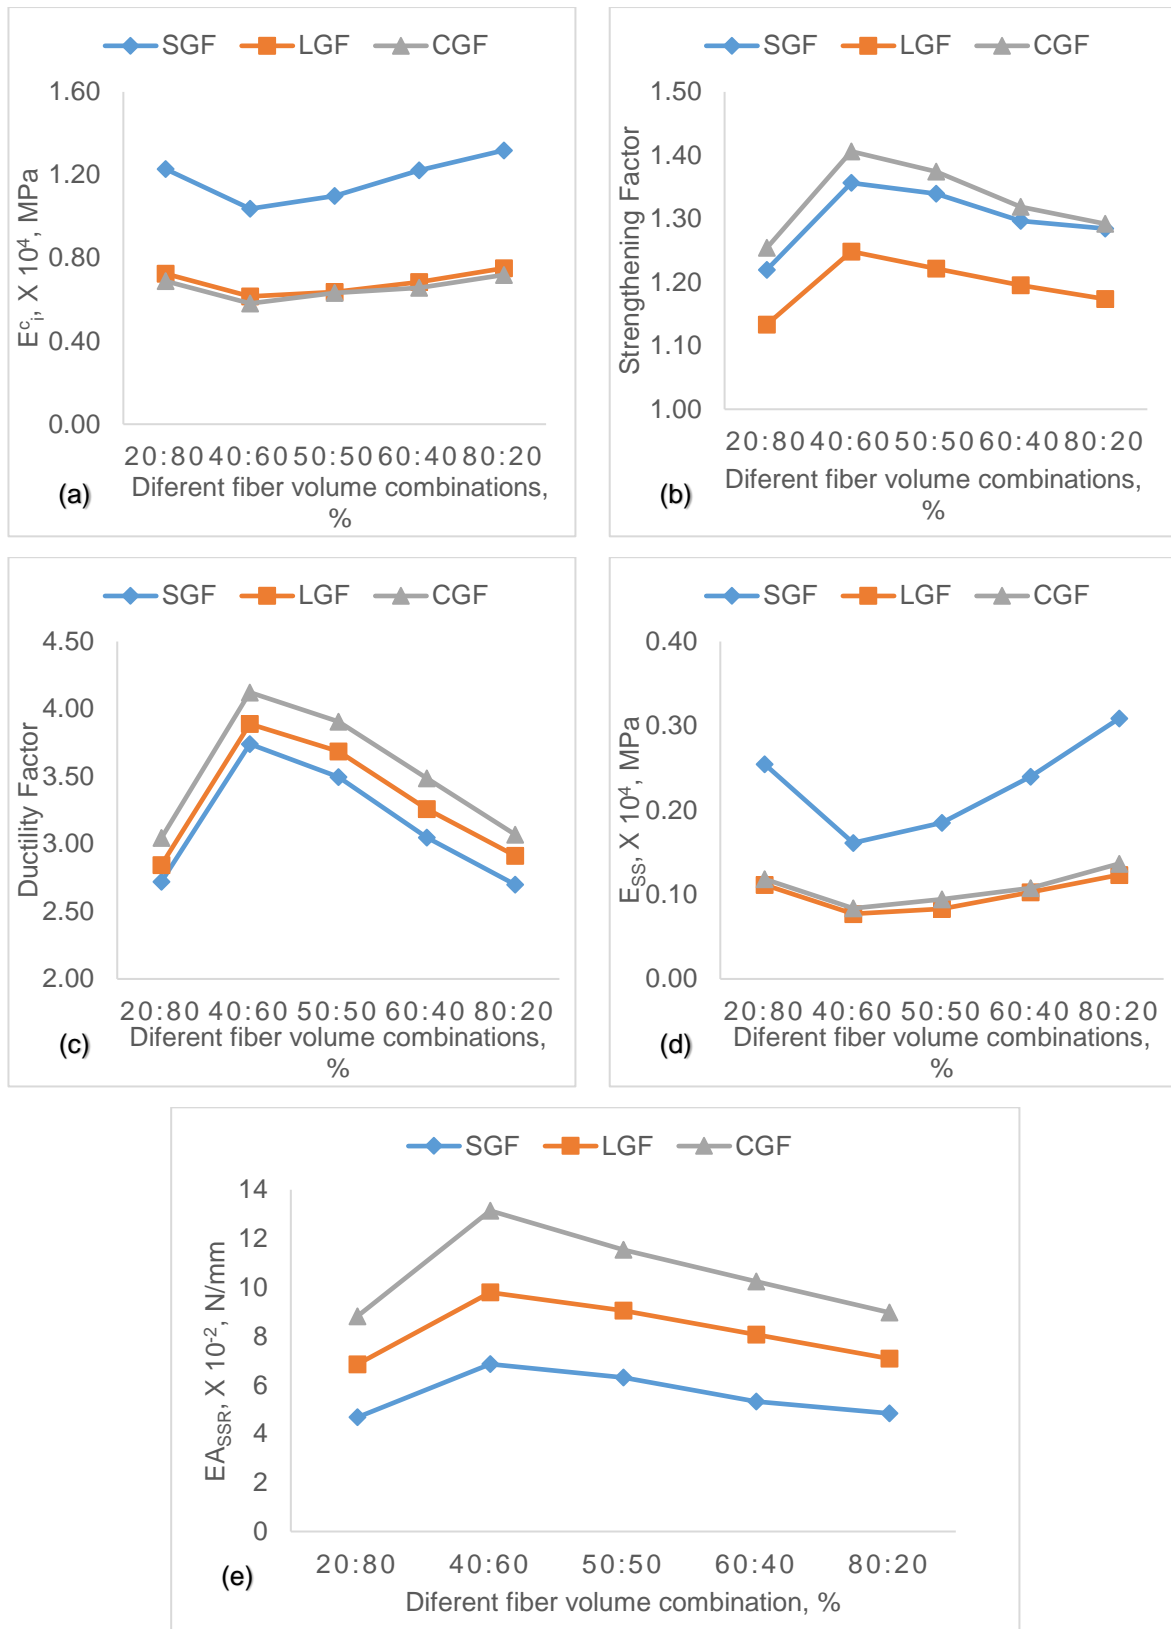 SGF LGF CGF
1.60
1.20
0.80
0.40
0.00
E^c_i, X 10^4, MPa
20:80 40:60 50:50 60:40 80:20
Diferent fiber volume combinations,
%
(a)
SGF LGF CGF
1.50
1.40
1.30
1.20
1.10
1.00
Strengthening Factor
20:80 40:60 50:50 60:40 80:20
Diferent fiber volume combinations,
%
(b)
SGF LGF CGF
4.50
4.00
3.50
3.00
2.50
2.00
Ductility Factor
20:80 40:60 50:50 60:40 80:20
Diferent fiber volume combinations,
%
(c)
SGF LGF CGF
0.40
0.30
0.20
0.10
0.00
E_SS, X 10^4, MPa
20:80 40:60 50:50 60:40 80:20
Diferent fiber volume combinations,
%
(d)
SGF LGF CGF
14
12
10
8
6
4
2
0
EA_SSR, X 10^-2, N/mm
20:80 40:60 50:50 60:40 80:20
Diferent fiber volume combination, %
(e)